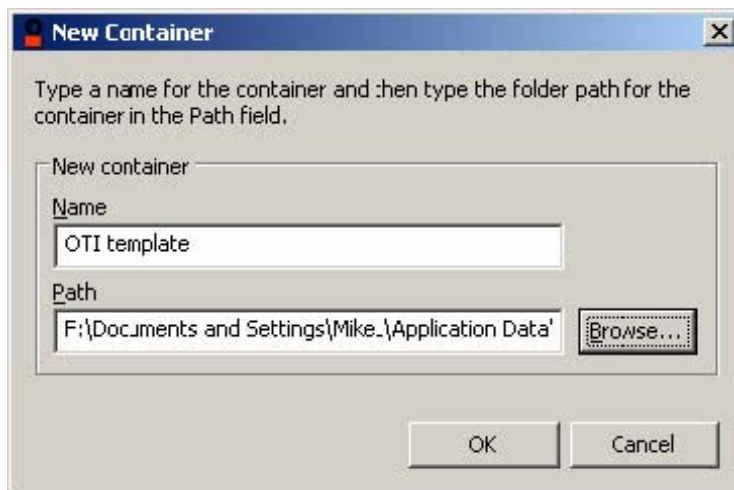 New Container
Type a name for the container and then type the folder path for the
container in the Path field.
New container
Name
OTI template
Path
F:\Documents and Settings\Mike.\Application Data\
Browse...
OK
Cancel